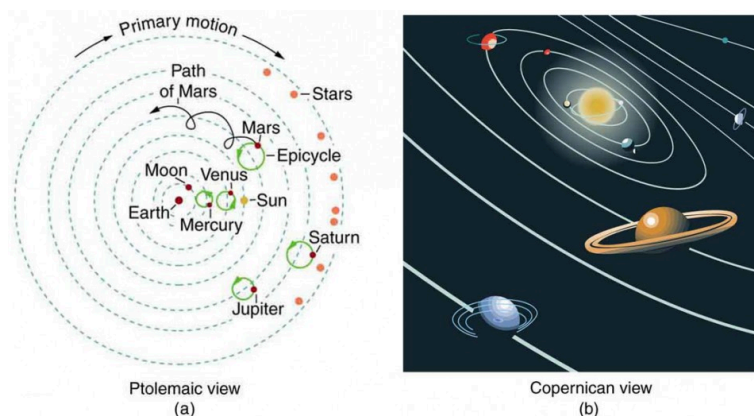 Primary motion
Path
of Mars
Stars
Mars
Epicycle
Moon
Venus
Earth
Sun
Mercury
Saturn
Jupiter
Ptolemaic view
(a)
Copernican view
(b)